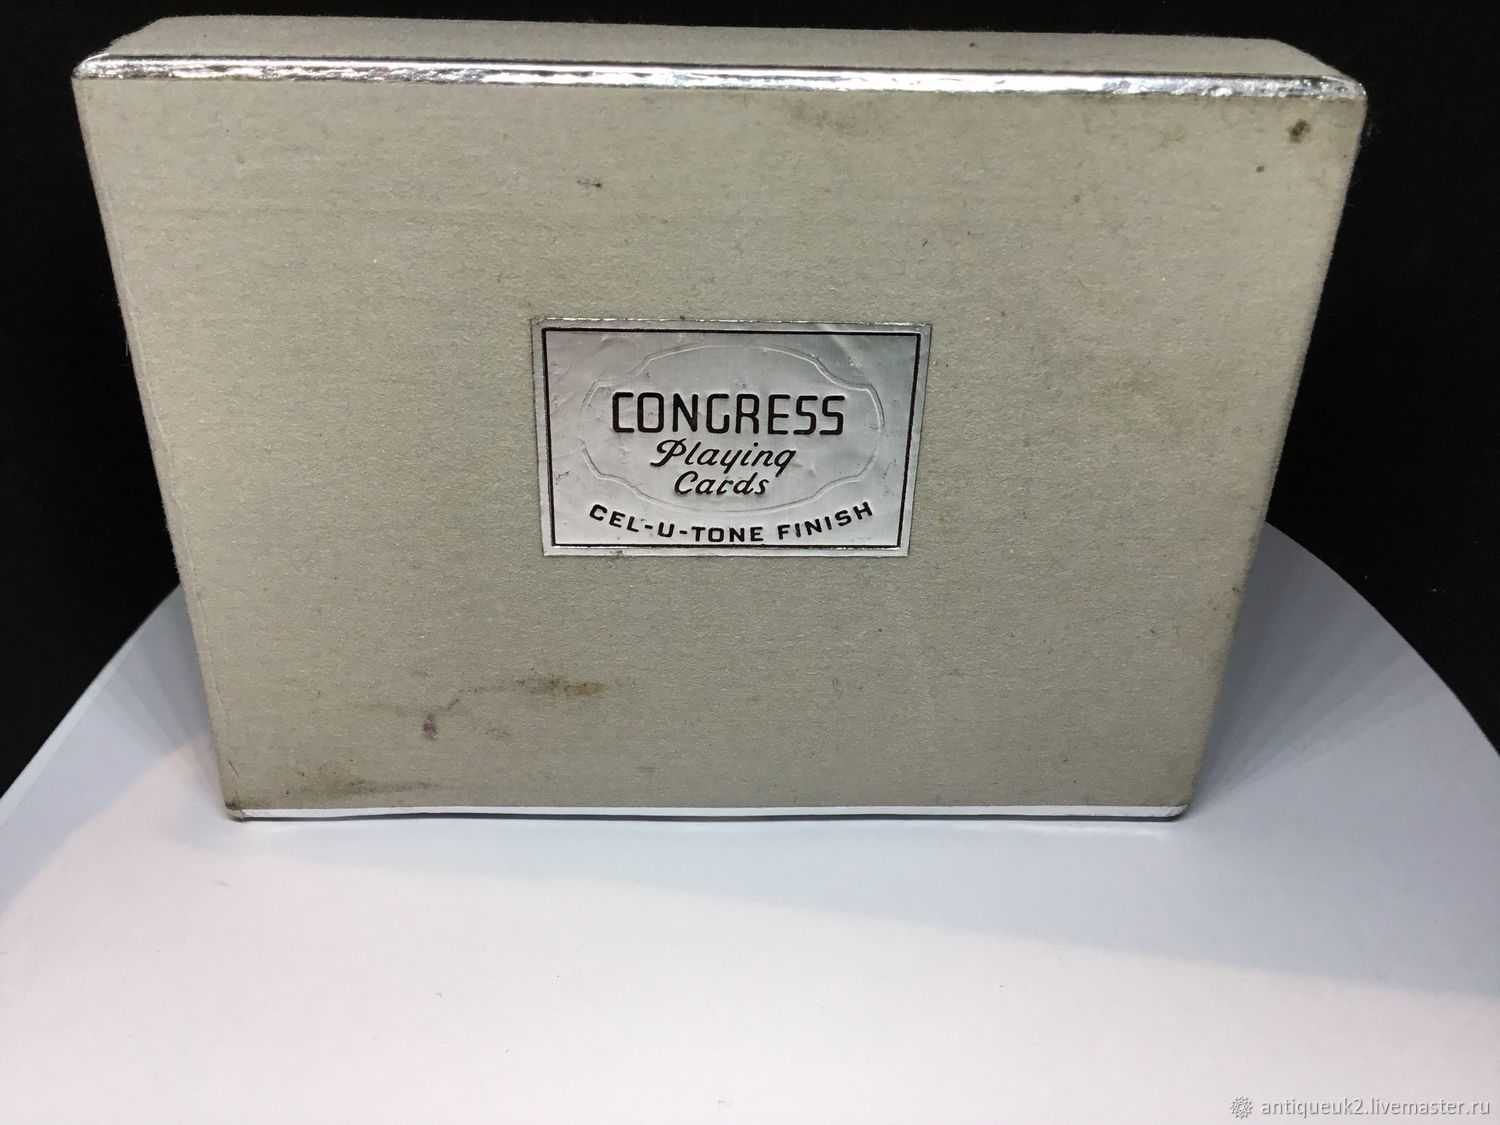 CONGRESS
Playing
Cards
CEL-U-TONE FINISH
antiqueuk2.livemaster.ru